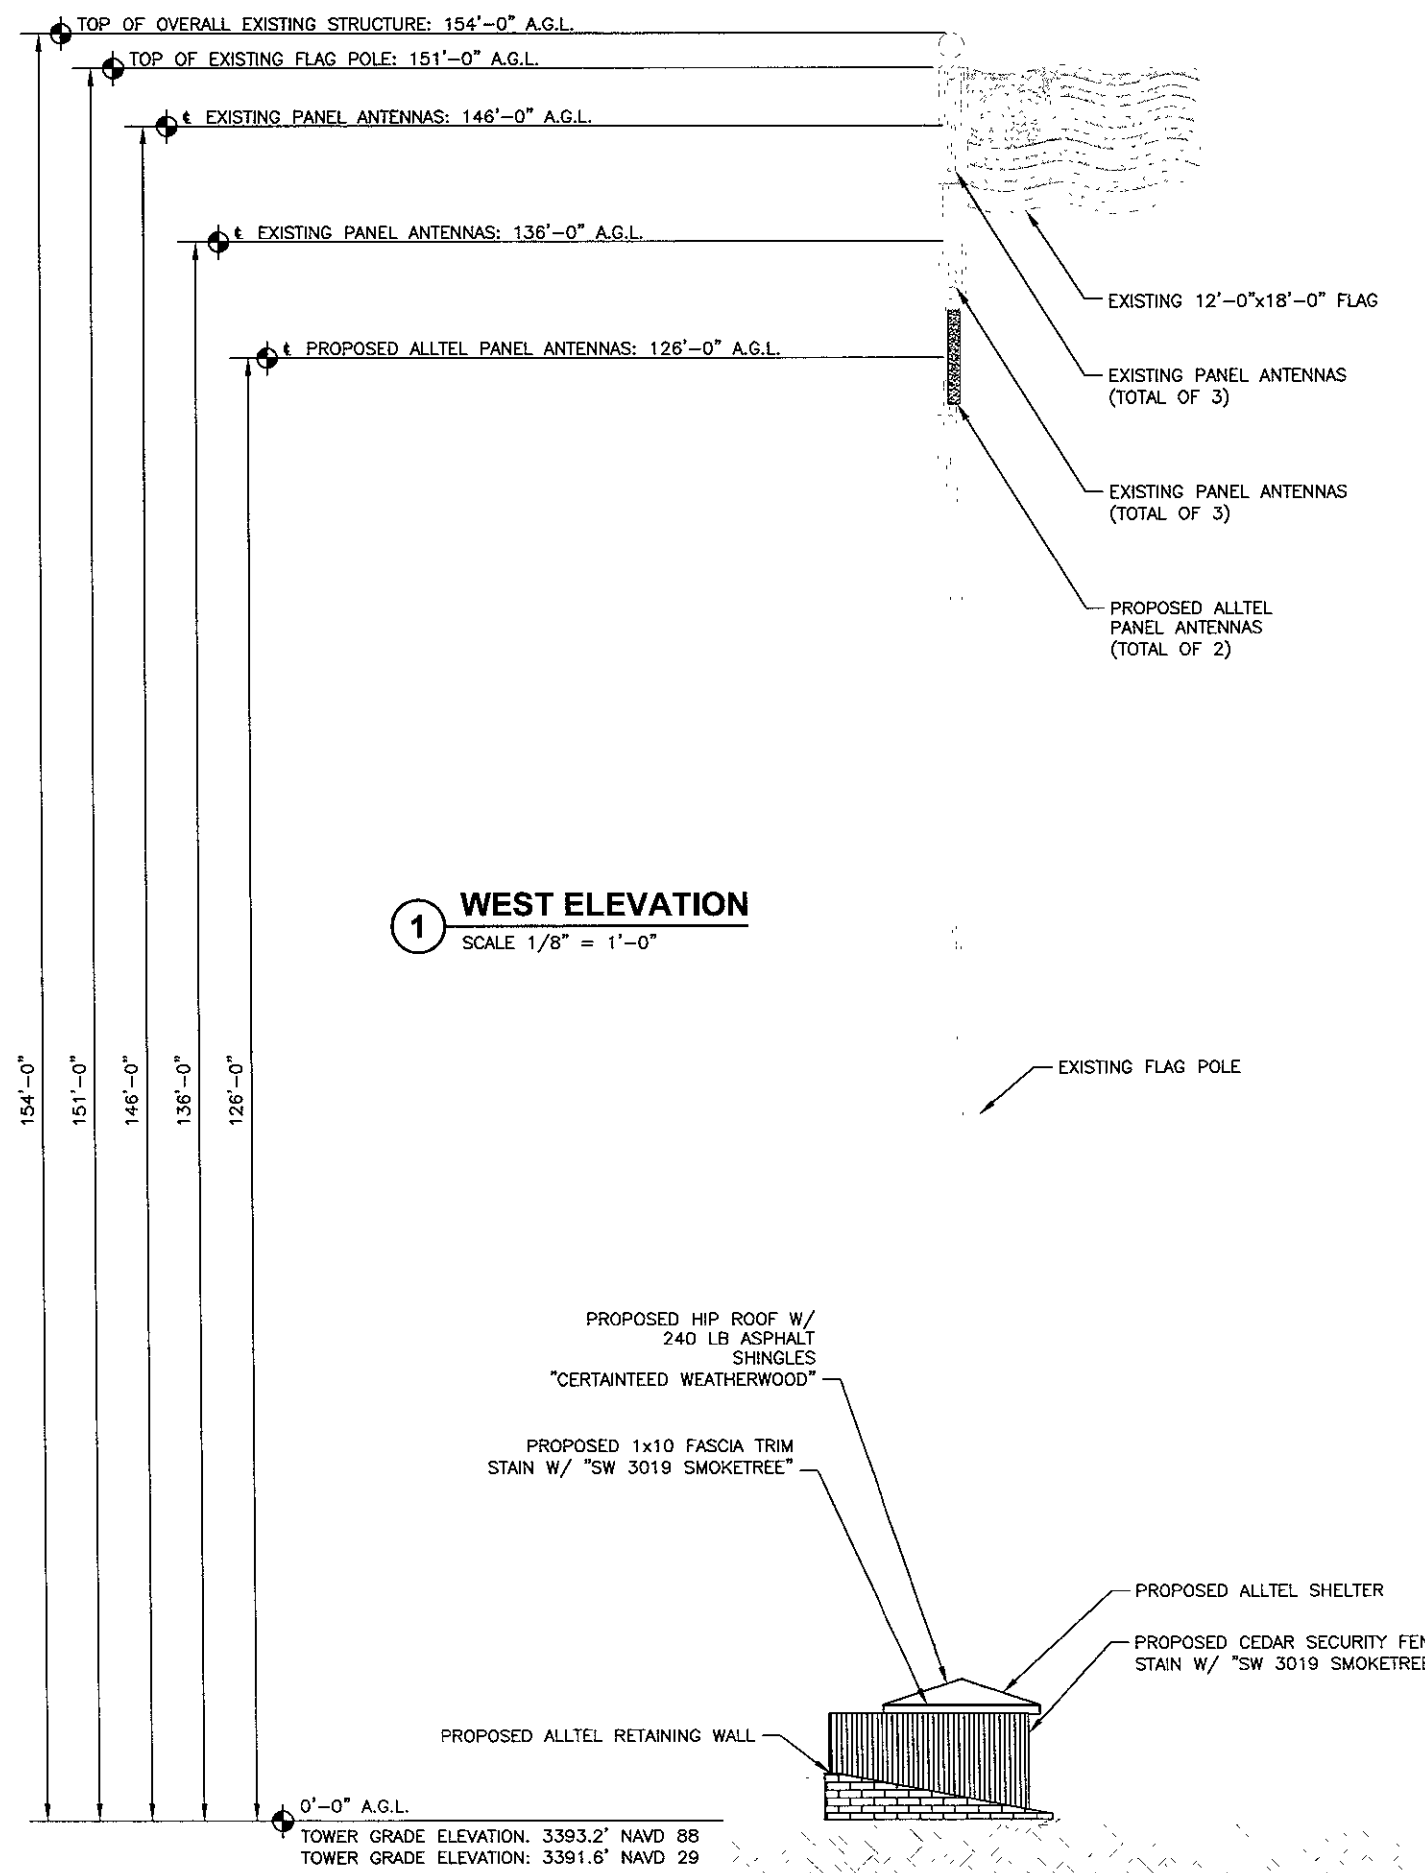 TOP OF OVERALL EXISTING STRUCTURE: 154'-0" A.G.L.
TOP OF EXISTING FLAG POLE: 151'-0" A.G.L.
℄ EXISTING PANEL ANTENNAS: 146'-0" A.G.L.
℄ EXISTING PANEL ANTENNAS: 136'-0" A.G.L.
℄ PROPOSED ALLTEL PANEL ANTENNAS: 126'-0" A.G.L.
EXISTING 12'-0"x18'-0" FLAG
EXISTING PANEL ANTENNAS
(TOTAL OF 3)
EXISTING PANEL ANTENNAS
(TOTAL OF 3)
PROPOSED ALLTEL
PANEL ANTENNAS
(TOTAL OF 2)
1 WEST ELEVATION
SCALE 1/8" = 1'-0"
154'-0"
151'-0"
146'-0"
136'-0"
126'-0"
EXISTING FLAG POLE
PROPOSED HIP ROOF W/
240 LB ASPHALT
SHINGLES
"CERTAINTEED WEATHERWOOD"
PROPOSED 1x10 FASCIA TRIM
STAIN W/ "SW 3019 SMOKETREE"
PROPOSED ALLTEL SHELTER
PROPOSED CEDAR SECURITY
STAIN W/ "SW 3019 SMOKETREE
PROPOSED ALLTEL RETAINING WALL
0'-0" A.G.L.
TOWER GRADE ELEVATION. 3393.2' NAVD 88
TOWER GRADE ELEVATION: 3391.6' NAVD 29